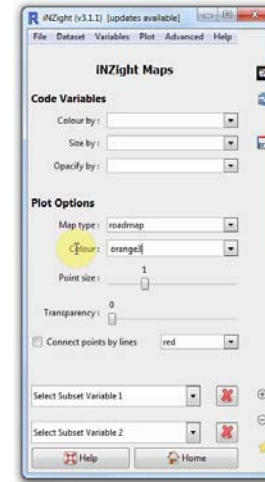 iNZight (v3.1.1) [updates available]
File Dataset Variables Plot Advanced Help
iNZight Maps
Code Variables
Colour by :
Size by :
Opacify by :
Plot Options
Map type : roadmap
Colour : orange3
Point size : 1
Transparency : 0
Connect points by lines red
Select Subset Variable 1
Select Subset Variable 2
Help Home